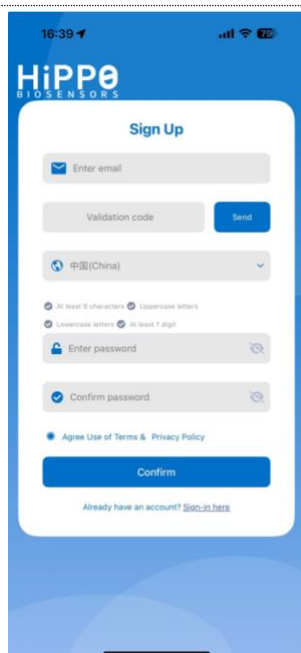 16:39
79
HiPPO
BIOSENSORS
Sign Up
Enter email
Validation code
Send
中国(China)
At least 8 characters Uppercase letters
Lowercase letters At least 1 digit
Enter password
Confirm password
Agree Use of Terms & Privacy Policy
Confirm
Already have an account? Sign-in here